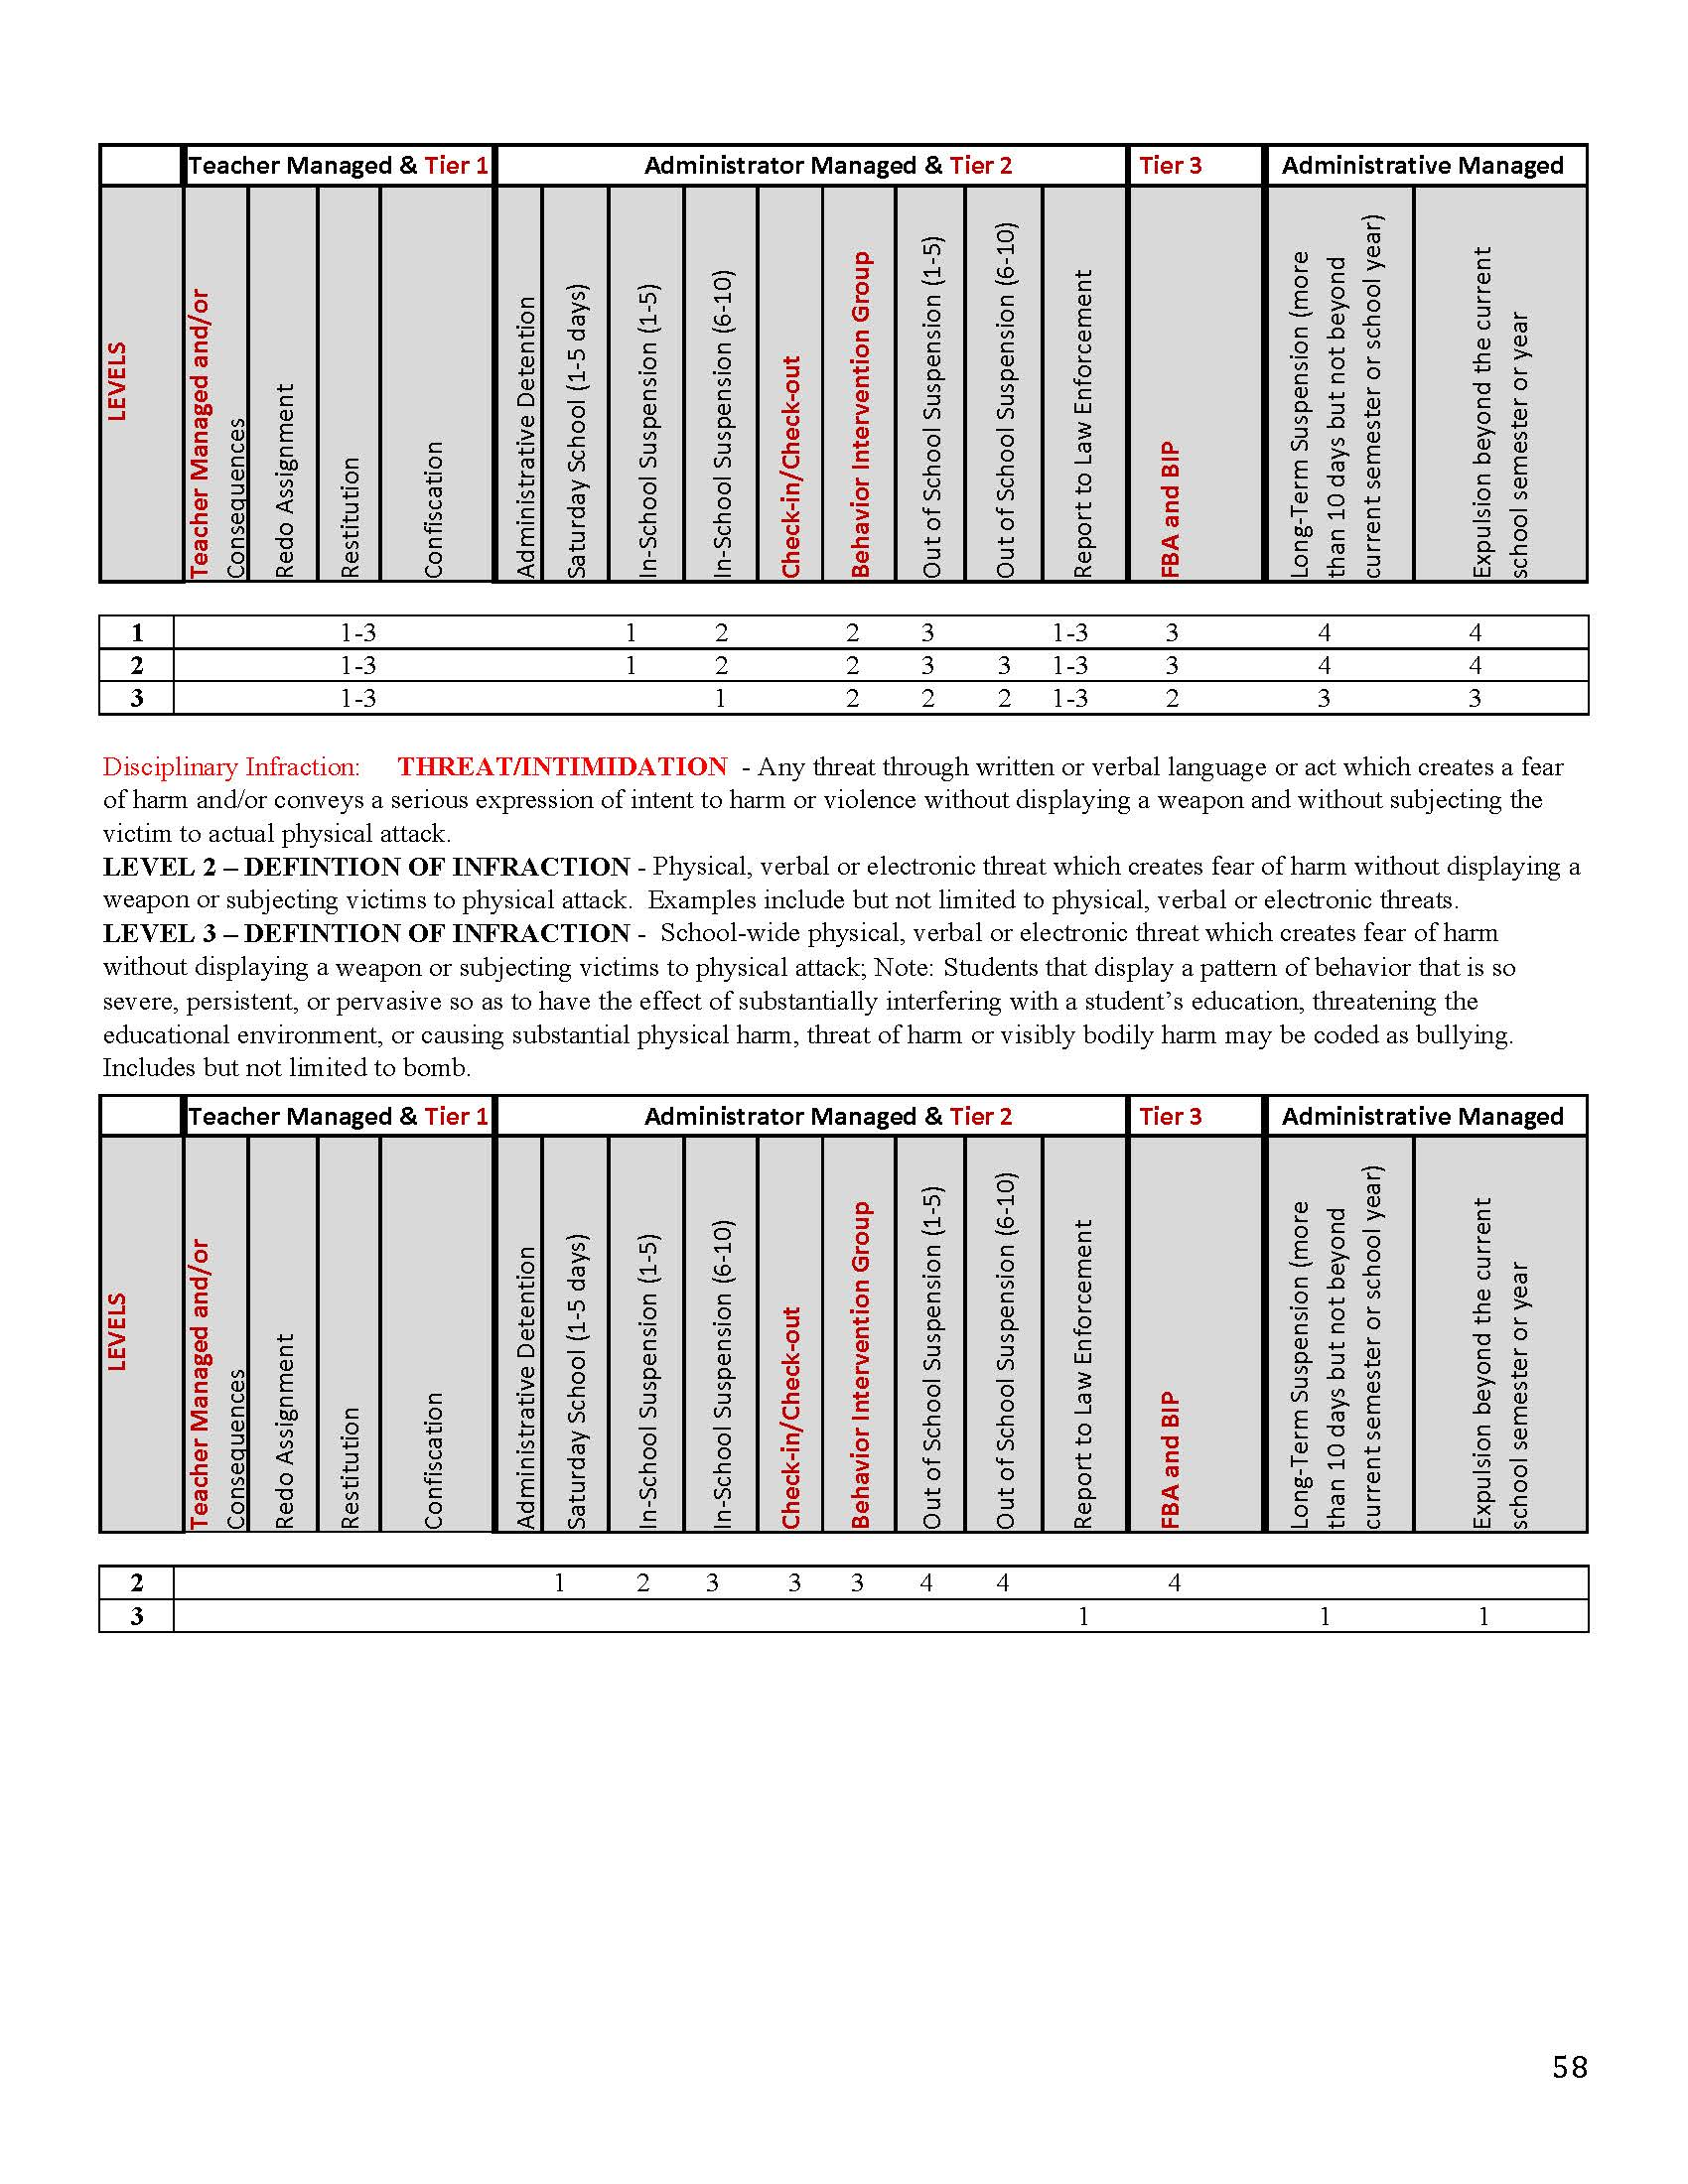 Teacher Managed & Tier 1 Administrator Managed & Tier 2 Tier 3 Administrative Managed
LEVELS
Teacher Managed and/or
Consequences
Redo Assignment
Restitution
Confiscation
Administrative Detention
Saturday School (1-5 days)
In-School Suspension (1-5)
In-School Suspension (6-10)
Check-in/Check-out
Behavior Intervention Group
Out of School Suspension (1-5)
Out of School Suspension (6-10)
Report to Law Enforcement
FBA and BIP
Long-Term Suspension (more
than 10 days but not beyond
current semester or school year)
Expulsion beyond the current
school semester or year
1 1-3 1 2 2 3 1-3 3 4 4
2 1-3 1 2 2 3 3 1-3 3 4 4
3 1-3 1 2 2 2 1-3 2 3 3
Disciplinary Infraction: THREAT/INTIMIDATION - Any threat through written or verbal language or act which creates a fear
of harm and/or conveys a serious expression of intent to harm or violence without displaying a weapon and without subjecting the
victim to actual physical attack.
LEVEL 2 – DEFINTION OF INFRACTION - Physical, verbal or electronic threat which creates fear of harm without displaying a
weapon or subjecting victims to physical attack. Examples include but not limited to physical, verbal or electronic threats.
LEVEL 3 – DEFINTION OF INFRACTION - School-wide physical, verbal or electronic threat which creates fear of harm
without displaying a weapon or subjecting victims to physical attack; Note: Students that display a pattern of behavior that is so
severe, persistent, or pervasive so as to have the effect of substantially interfering with a student’s education, threatening the
educational environment, or causing substantial physical harm, threat of harm or visibly bodily harm may be coded as bullying.
Includes but not limited to bomb.
Teacher Managed & Tier 1 Administrator Managed & Tier 2 Tier 3 Administrative Managed
LEVELS
Teacher Managed and/or
Consequences
Redo Assignment
Restitution
Confiscation
Administrative Detention
Saturday School (1-5 days)
In-School Suspension (1-5)
In-School Suspension (6-10)
Check-in/Check-out
Behavior Intervention Group
Out of School Suspension (1-5)
Out of School Suspension (6-10)
Report to Law Enforcement
FBA and BIP
Long-Term Suspension (more
than 10 days but not beyond
current semester or school year)
Expulsion beyond the current
school semester or year
2 1 2 3 3 3 4 4 4
3 1 1 1
58